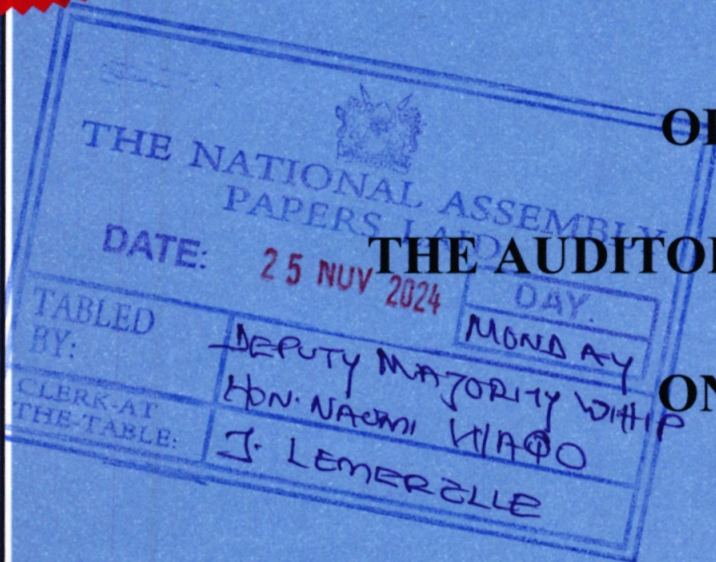 OF
THE NATIONAL ASSEMBLY
PAPERS LAID
THE AUDITOR
DATE: 25 NOV 2024
DAY.
MONDAY
TABLED BY:
DEPUTY MAJORITY WHIP
ON
HON. NAOMI WAQO
CLERK-AT
THE-TABLE:
J. LEMERELLE